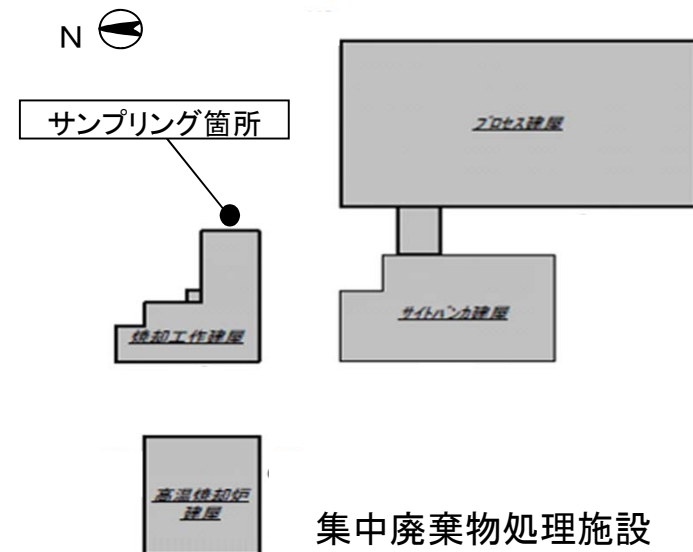 N
サンプリング箇所
プロセス建屋
サイトバンカ建屋
焼却工作建屋
高温焼却炉
建屋
集中廃棄物処理施設